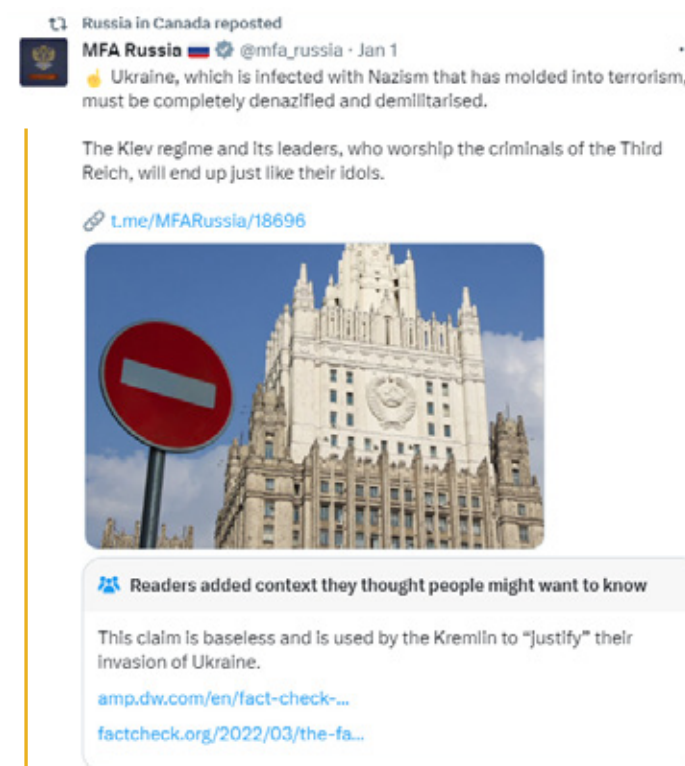 Russia in Canada reposted
MFA Russia @mfa_russia · Jan 1
Ukraine, which is infected with Nazism that has molded into terrorism,
must be completely denazified and demilitarised.
The Kiev regime and its leaders, who worship the criminals of the Third
Reich, will end up just like their idols.
t.me/MFARussia/18696
Readers added context they thought people might want to know
This claim is baseless and is used by the Kremlin to “justify” their
invasion of Ukraine.
amp.dw.com/en/fact-check-...
factcheck.org/2022/03/the-fa...